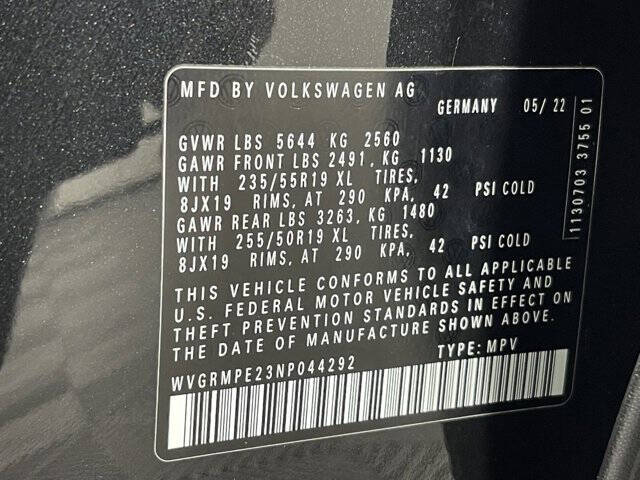 MFD BY VOLKSWAGEN AG
GERMANY 05/ 22
GVWR LBS 5644 KG 2560
GAWR FRONT LBS 2491, KG 1130
WITH 235/55R19 XL TIRES,
8JX19 RIMS, AT 290 KPA, 42 PSI COLD
GAWR REAR LBS 3263, KG 1480
WITH 255/50R19 XL TIRES,
8JX19 RIMS, AT 290 KPA, 42 PSI COLD
THIS VEHICLE CONFORMS TO ALL APPLICABLE
U.S. FEDERAL MOTOR VEHICLE SAFETY AND
THEFT PREVENTION STANDARDS IN EFFECT ON
THE DATE OF MANUFACTURE SHOWN ABOVE.
WVGRMPE23NP044292 TYPE: MPV
1130703 3755 01